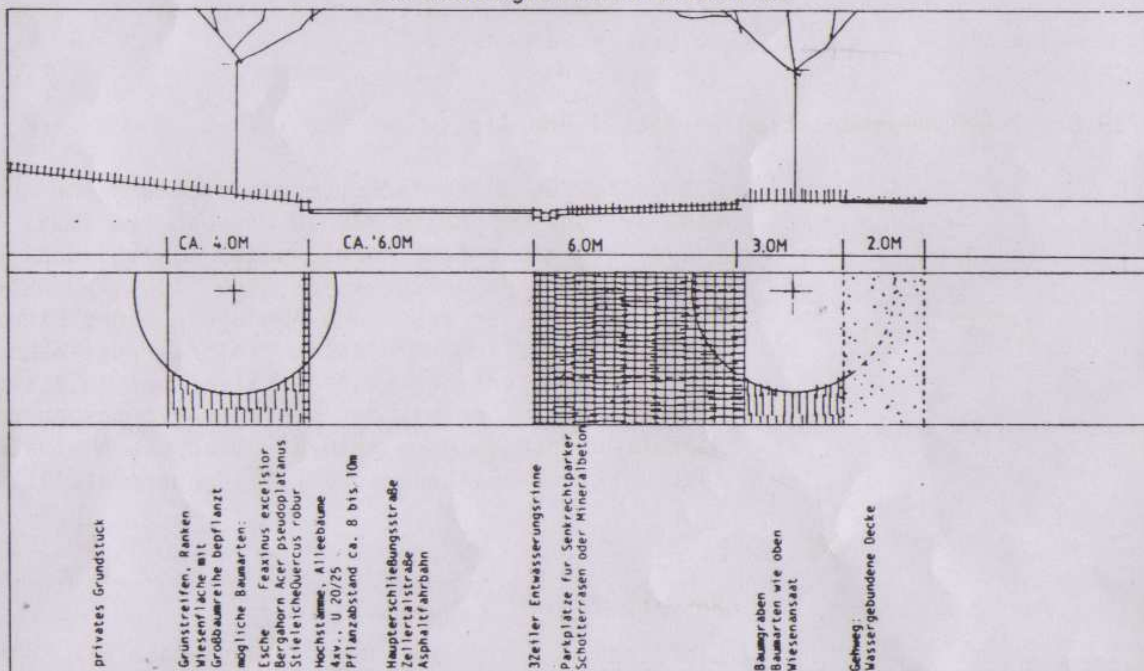 CA. 4.0M
CA. 6.0M
6.0M
3.0M
2.0M
privates Grundstück
Grünstreifen, Ranken
Wiesenfläche mit
Großbaumreihe bepflanzt
mögliche Baumarten:
Esche Feaxinus excelsior
Bergahorn Acer pseudoplatanus
StieleicheQuercus robur
Hochstämme, Alleebäume
4xv., U 20/25
Pflanzabstand ca. 8 bis 10m
Haupterschließungsstraße
Zellertalstraße
Asphaltfahrbahn
3Zeiler Entwässerungsrinne
Parkplätze für Senkrechtparker
Schotterrasen oder Mineralbeton
Baumgraben
Baumarten wie oben
Wiesenansaat
Gehweg:
Wassergebundene Decke